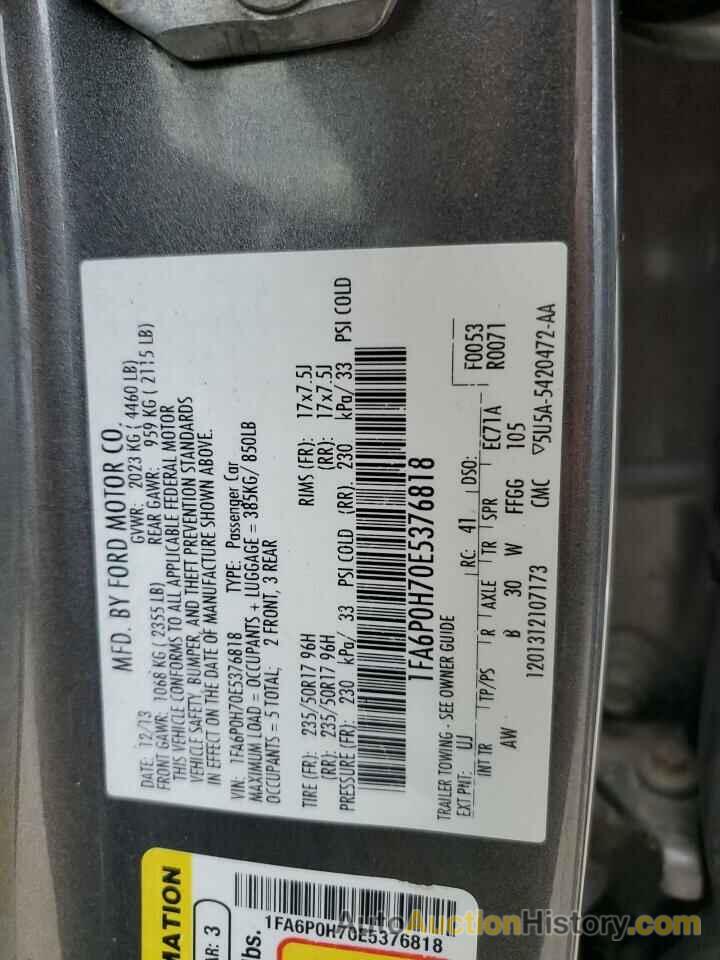 MFD. BY FORD MOTOR CO.
DATE: 12/13 GVWR: 2023 KG ( 4460 LB)
FRONT GAWR: 1068 KG ( 2355 LB) REAR GAWR: 959 KG ( 2115 LB)
THIS VEHICLE CONFORMS TO ALL APPLICABLE FEDERAL MOTOR
VEHICLE SAFETY, BUMPER, AND THEFT PREVENTION STANDARDS
IN EFFECT ON THE DATE OF MANUFACTURE SHOWN ABOVE.
VIN: 1FA6P0H70E5376818 TYPE: Passenger Car
MAXIMUM LOAD = OCCUPANTS + LUGGAGE = 385KG/ 850LB
OCCUPANTS = 5 TOTAL; 2 FRONT, 3 REAR
TIRE (FR): 235/50R17 96H RIMS (FR): 17x7.5J
(RR): 235/50R17 96H (RR): 17x7.5J
PRESSURE (FR): 230 kPa/ 33 PSI COLD (RR): 230 kPa/ 33 PSI COLD
1FA6P0H70E5376818
TRAILER TOWING - SEE OWNER GUIDE
EXT PNT: UJ RC: 41 DSO: F0053
R0071
INT TR TP/PS R AXLE TR SPR EC71A
AW B 30 W FFGG 105
1201312107173 CMC ▽5U5A-5420472-AA
MATION
AR: 3
lbs.
1FA6P0H70E5376818
AutoAuctionHistory.com